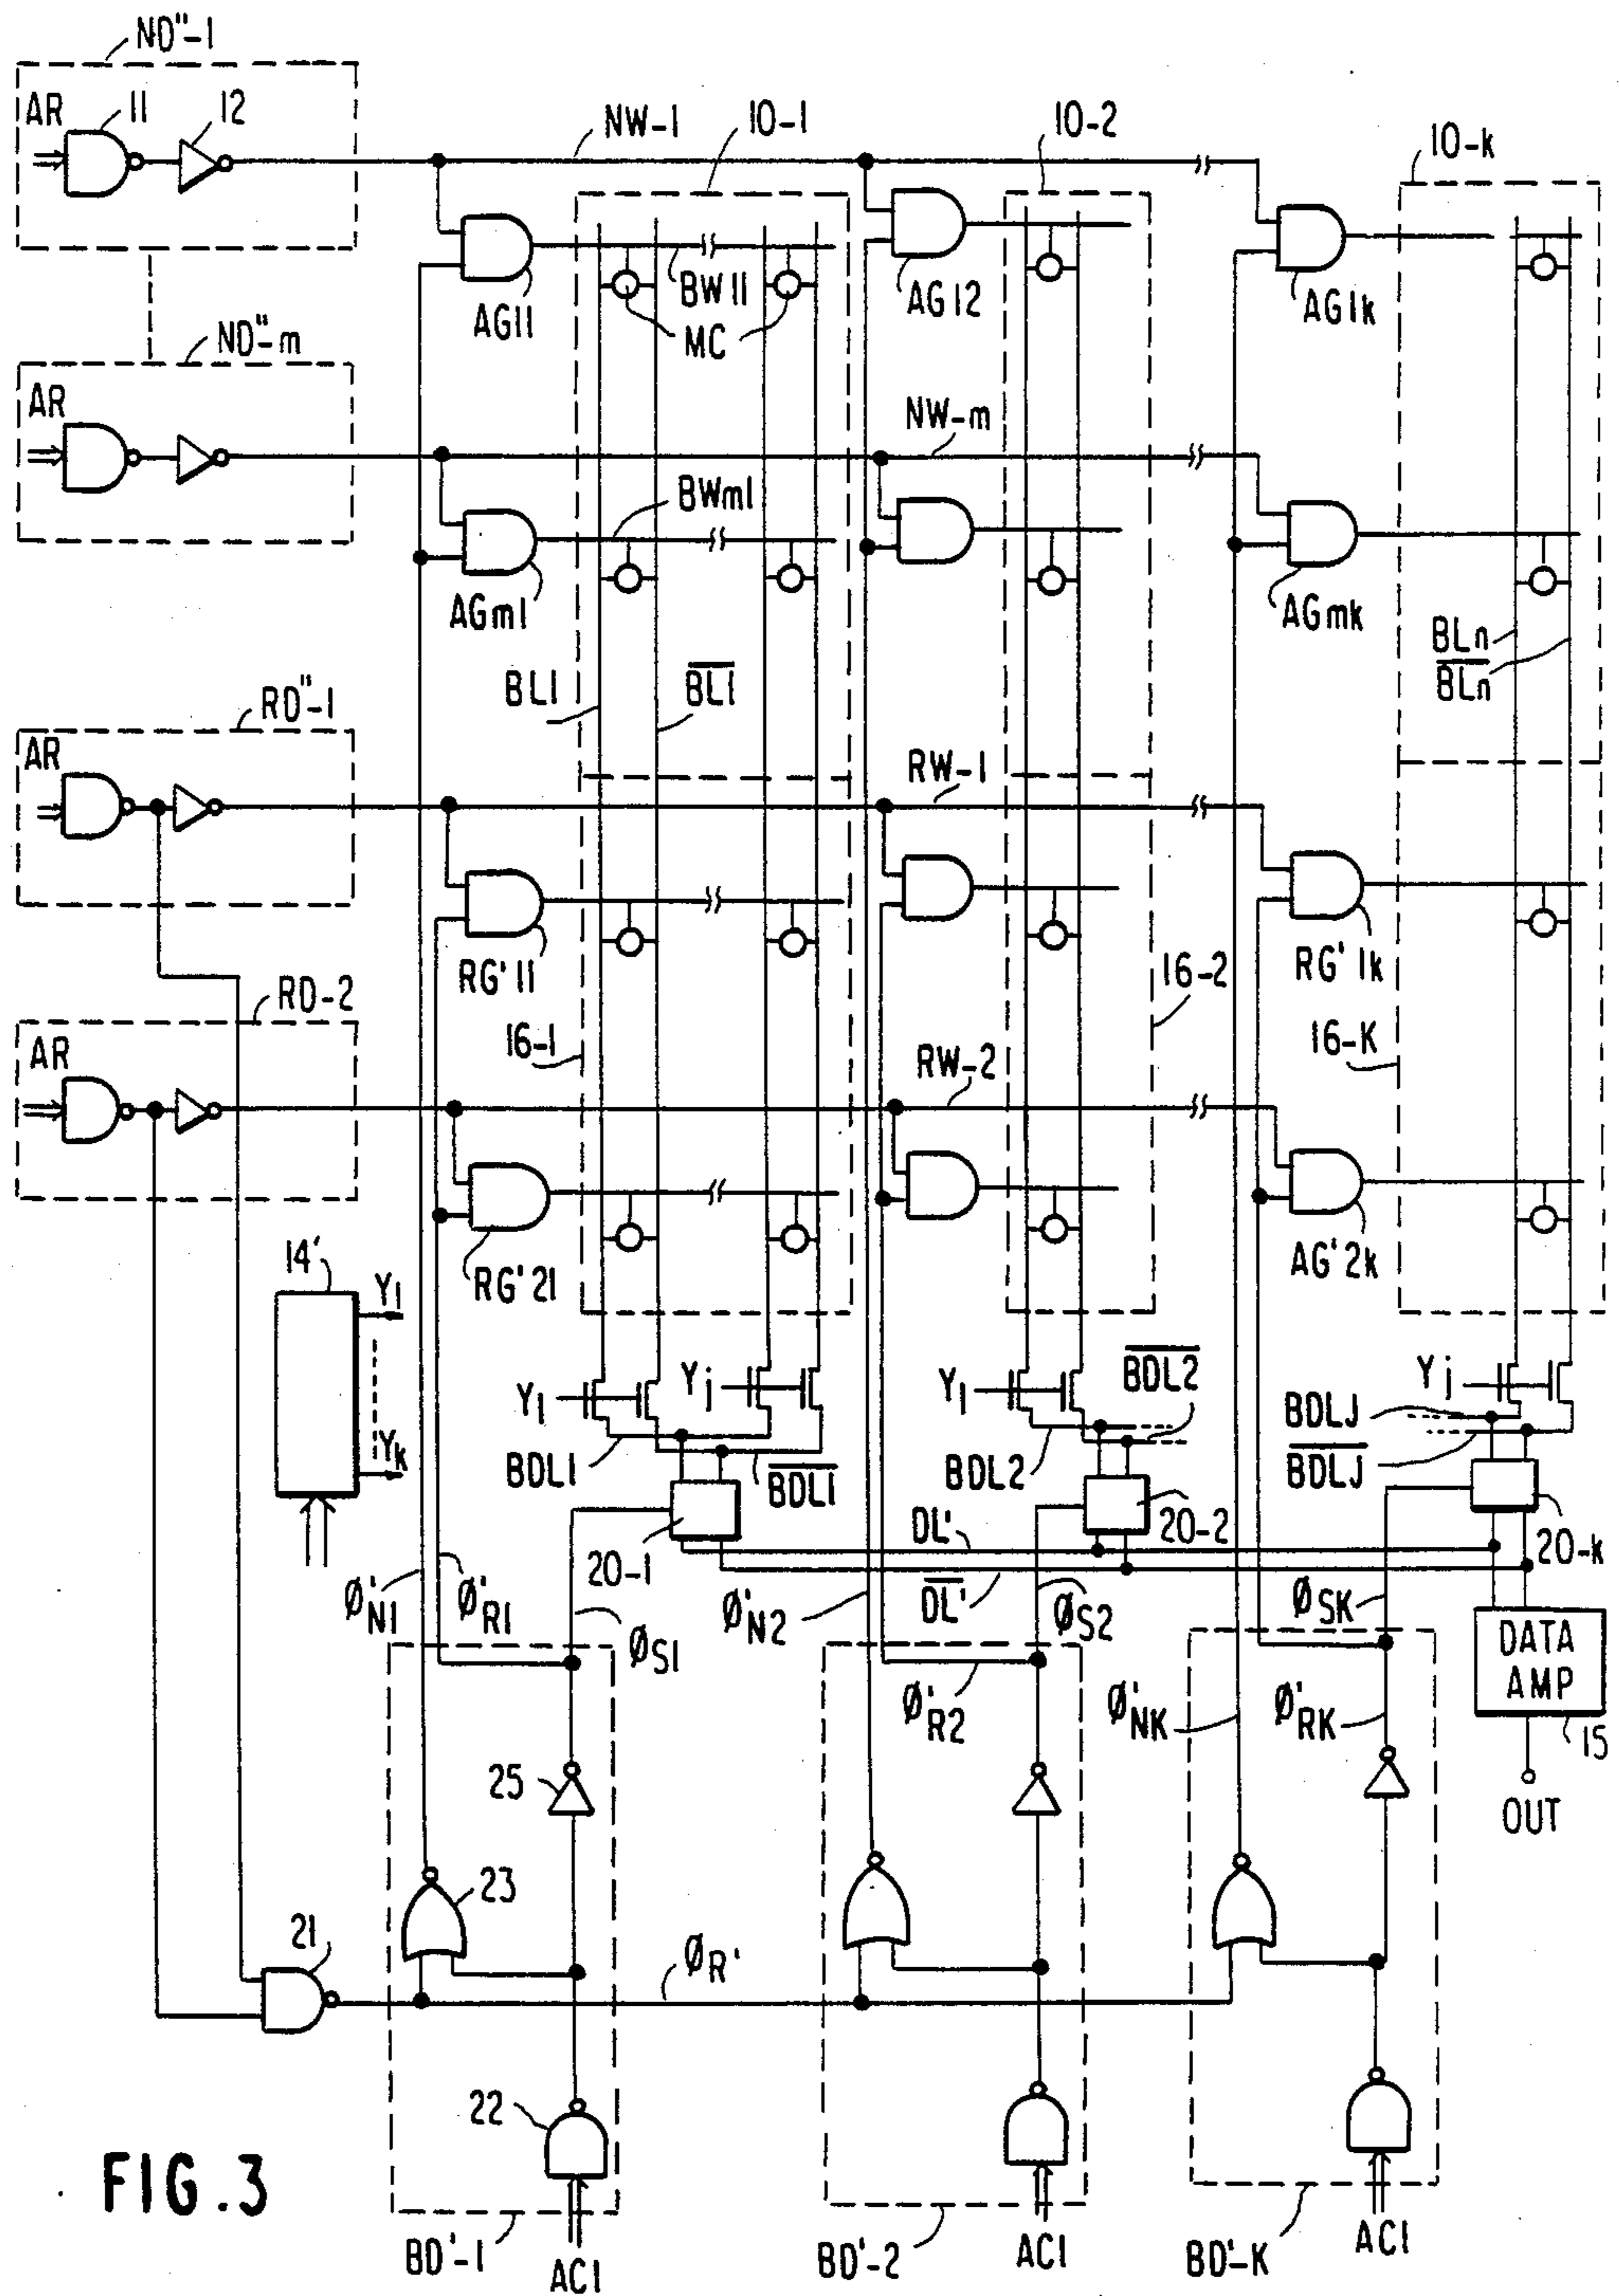 ND"-1
AR
11
12
NW-1
10-1
10-2
10-k
AG11
BW11
MC
AG12
AG1k
ND"-m
AR
NW-m
BWm1
AGm1
AGmk
BL1
BL1
BLn
BLn
RD"-1
AR
RW-1
RG'11
RG'1k
RD-2
16-1
16-2
16-K
AR
RW-2
RG'21
AG'2k
14'
Y1
Yk
Y1
Yj
Y1
Yj
BDL1
BDL1
BDL2
BDL2
BDLJ
BDLJ
20-1
20-2
20-k
DL'
DL'
Ø'N1
Ø'R1
ØS1
Ø'N2
ØS2
ØSK
Ø'R2
Ø'NK
Ø'RK
DATA
AMP
15
OUT
25
23
21
ØR'
22
BD'-1
AC1
BD'-2
AC1
BD'-K
AC1
FIG.3